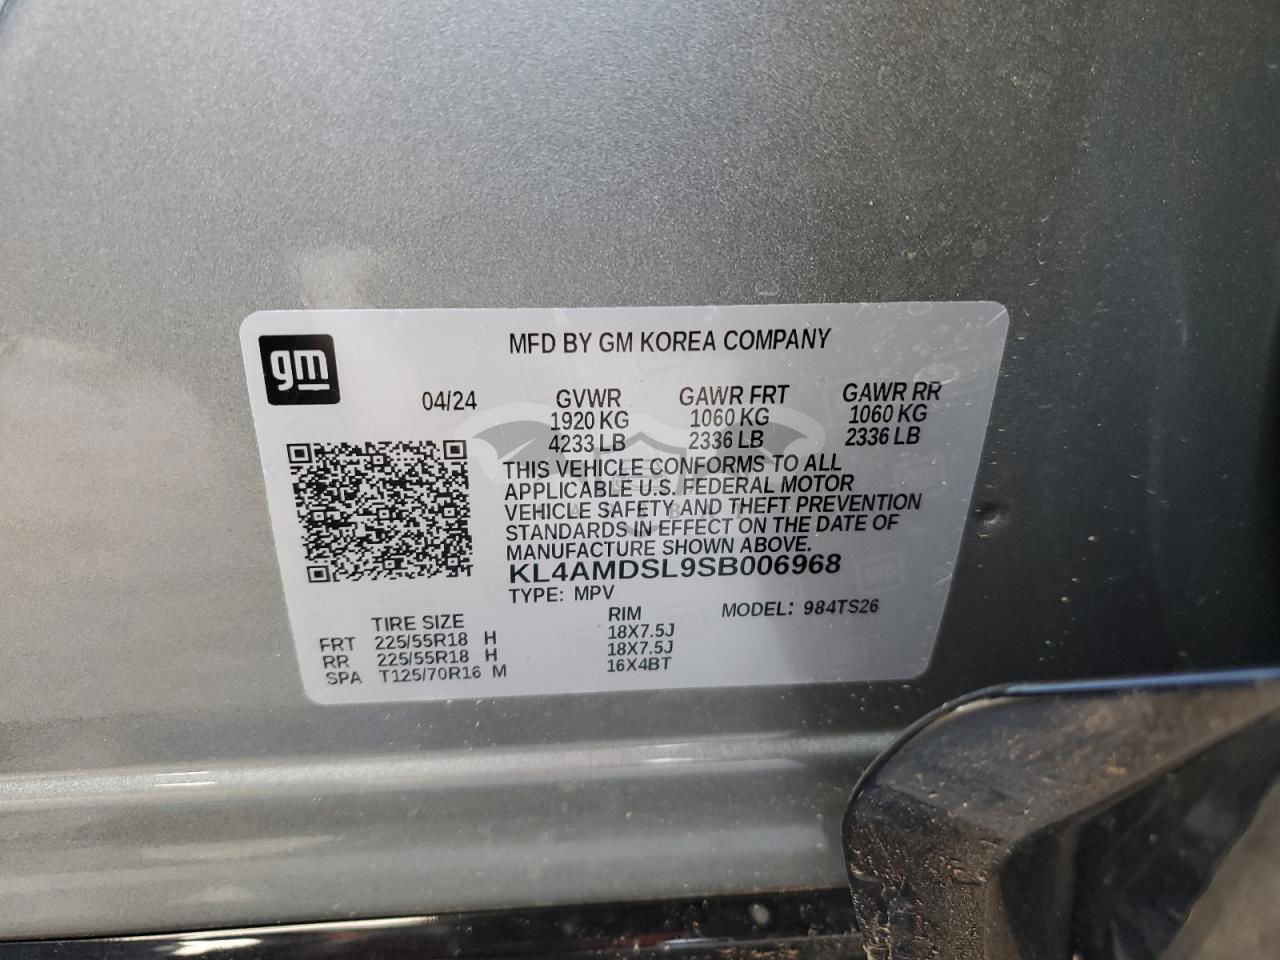 gm
MFD BY GM KOREA COMPANY
04/24 GVWR GAWR FRT GAWR RR
1920 KG 1060 KG 1060 KG
4233 LB 2336 LB 2336 LB
THIS VEHICLE CONFORMS TO ALL
APPLICABLE U.S. FEDERAL MOTOR
VEHICLE SAFETY AND THEFT PREVENTION
STANDARDS IN EFFECT ON THE DATE OF
MANUFACTURE SHOWN ABOVE.
KL4AMDSL9SB006968
TYPE: MPV
TIRE SIZE RIM MODEL: 984TS26
FRT 225/55R18 H 18X7.5J
RR 225/55R18 H 18X7.5J
SPA T125/70R16 M 16X4BT